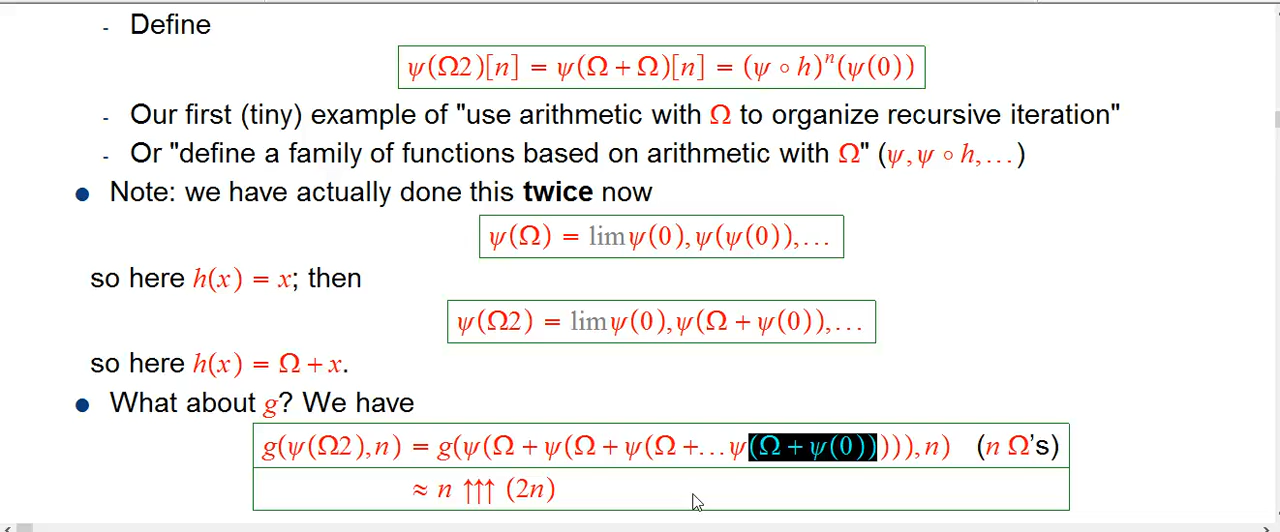 - Define
ψ(Ω2)[n] = ψ(Ω + Ω)[n] = (ψ ∘ h)ⁿ(ψ(0))
- Our first (tiny) example of "use arithmetic with Ω to organize recursive iteration"
- Or "define a family of functions based on arithmetic with Ω" (ψ, ψ ∘ h, …)
● Note: we have actually done this twice now
ψ(Ω) = lim ψ(0), ψ(ψ(0)), …
so here h(x) = x; then
ψ(Ω2) = lim ψ(0), ψ(Ω + ψ(0)), …
so here h(x) = Ω + x.
● What about g? We have
g(ψ(Ω2), n) = g(ψ(Ω + ψ(Ω + ψ(Ω +…ψ(Ω + ψ(0))))), n) (n Ω's)
≈ n ↑↑↑ (2n)